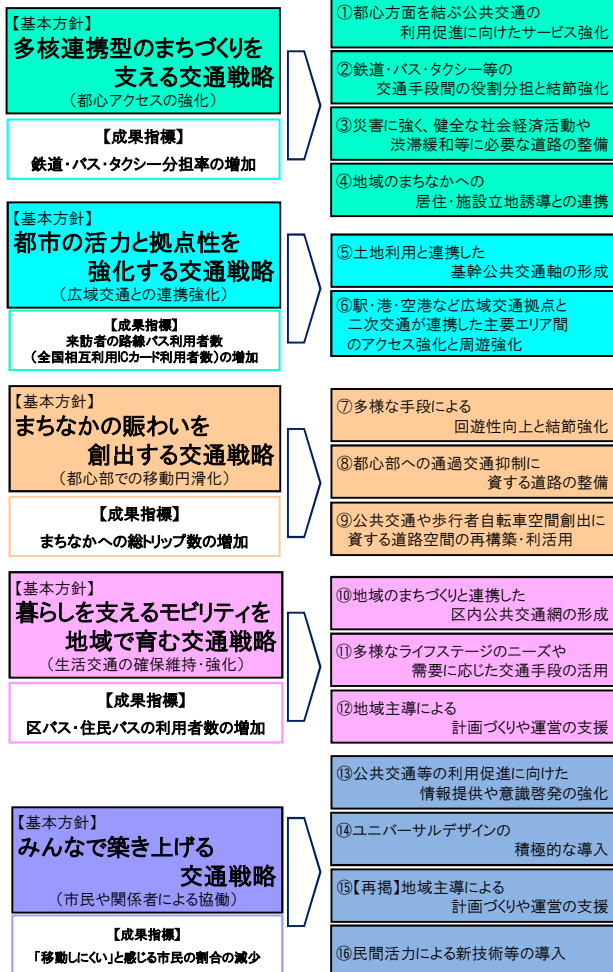 【基本方針】
多核連携型のまちづくりを
支える交通戦略
（都心アクセスの強化）
【成果指標】
鉄道・バス・タクシー分担率の増加
①都心方面を結ぶ公共交通の
利用促進に向けたサービス強化
②鉄道・バス・タクシー等の
交通手段間の役割分担と結節強化
③災害に強く、健全な社会経済活動や
渋滞緩和等に必要な道路の整備
④地域のまちなかへの
居住・施設立地誘導との連携
【基本方針】
都市の活力と拠点性を
強化する交通戦略
（広域交通との連携強化）
【成果指標】
来訪者の路線バス利用者数
（全国相互利用ICカード利用者数）の増加
⑤土地利用と連携した
基幹公共交通軸の形成
⑥駅・港・空港など広域交通拠点と
二次交通が連携した主要エリア間
のアクセス強化と周遊強化
【基本方針】
まちなかの賑わいを
創出する交通戦略
（都心部での移動円滑化）
【成果指標】
まちなかへの総トリップ数の増加
⑦多様な手段による
回遊性向上と結節強化
⑧都心部への通過交通抑制に
資する道路の整備
⑨公共交通や歩行者自転車空間創出に
資する道路空間の再構築・利活用
【基本方針】
暮らしを支えるモビリティを
地域で育む交通戦略
（生活交通の確保維持・強化）
【成果指標】
区バス・住民バスの利用者数の増加
⑩地域のまちづくりと連携した
区内公共交通網の形成
⑪多様なライフステージのニーズや
需要に応じた交通手段の活用
⑫地域主導による
計画づくりや運営の支援
【基本方針】
みんなで築き上げる
交通戦略
（市民や関係者による協働）
【成果指標】
「移動しにくい」と感じる市民の割合の減少
⑬公共交通等の利用促進に向けた
情報提供や意識啓発の強化
⑭ユニバーサルデザインの
積極的な導入
⑮【再掲】地域主導による
計画づくりや運営の支援
⑯民間活力による新技術等の導入